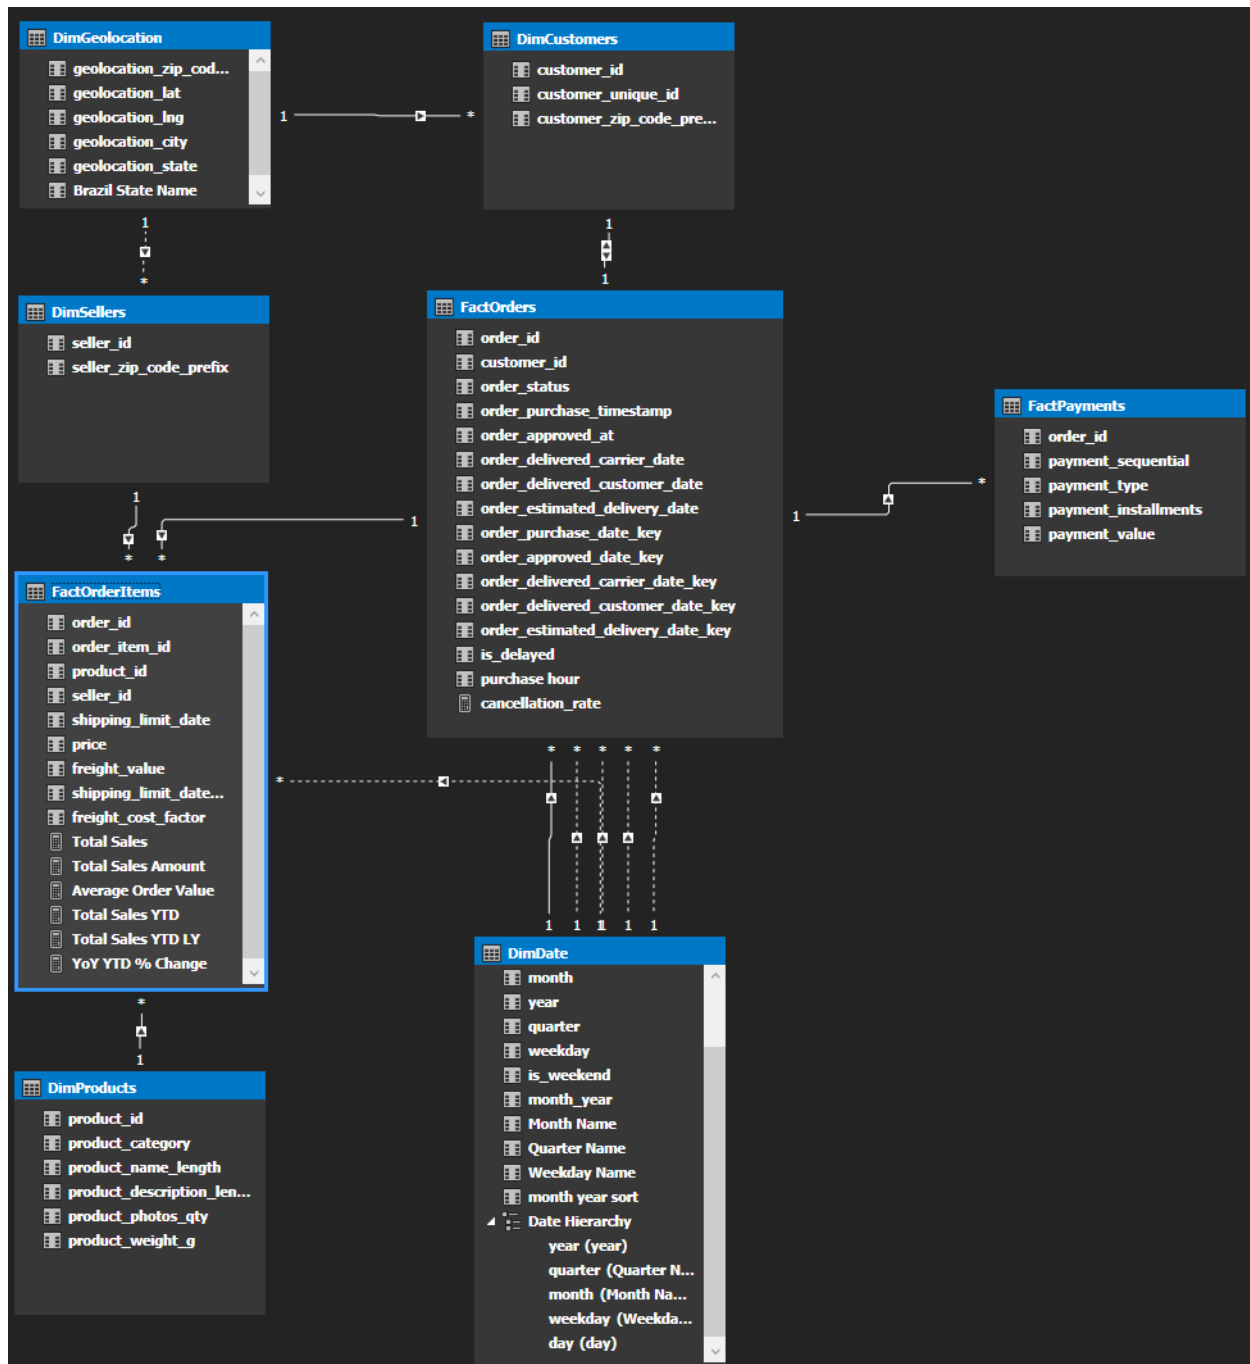 DimGeolocation
geolocation_zip_cod...
geolocation_lat
geolocation_lng
geolocation_city
geolocation_state
Brazil State Name
DimCustomers
customer_id
customer_unique_id
customer_zip_code_pre...
1
*
1
*
1
1
DimSellers
seller_id
seller_zip_code_prefix
FactOrders
order_id
customer_id
order_status
order_purchase_timestamp
order_approved_at
order_delivered_carrier_date
order_delivered_customer_date
order_estimated_delivery_date
order_purchase_date_key
order_approved_date_key
order_delivered_carrier_date_key
order_delivered_customer_date_key
order_estimated_delivery_date_key
is_delayed
purchase hour
cancellation_rate
FactPayments
order_id
payment_sequential
payment_type
payment_installments
payment_value
1
*
1
1
* *
FactOrderItems
order_id
order_item_id
product_id
seller_id
shipping_limit_date
price
freight_value
shipping_limit_date...
freight_cost_factor
Total Sales
Total Sales Amount
Average Order Value
Total Sales YTD
Total Sales YTD LY
YoY YTD % Change
* * * * *
*
1 1 1 1 1 1
*
1
DimProducts
product_id
product_category
product_name_length
product_description_len...
product_photos_qty
product_weight_g
DimDate
month
year
quarter
weekday
is_weekend
month_year
Month Name
Quarter Name
Weekday Name
month year sort
Date Hierarchy
year (year)
quarter (Quarter N...
month (Month Na...
weekday (Weekda...
day (day)